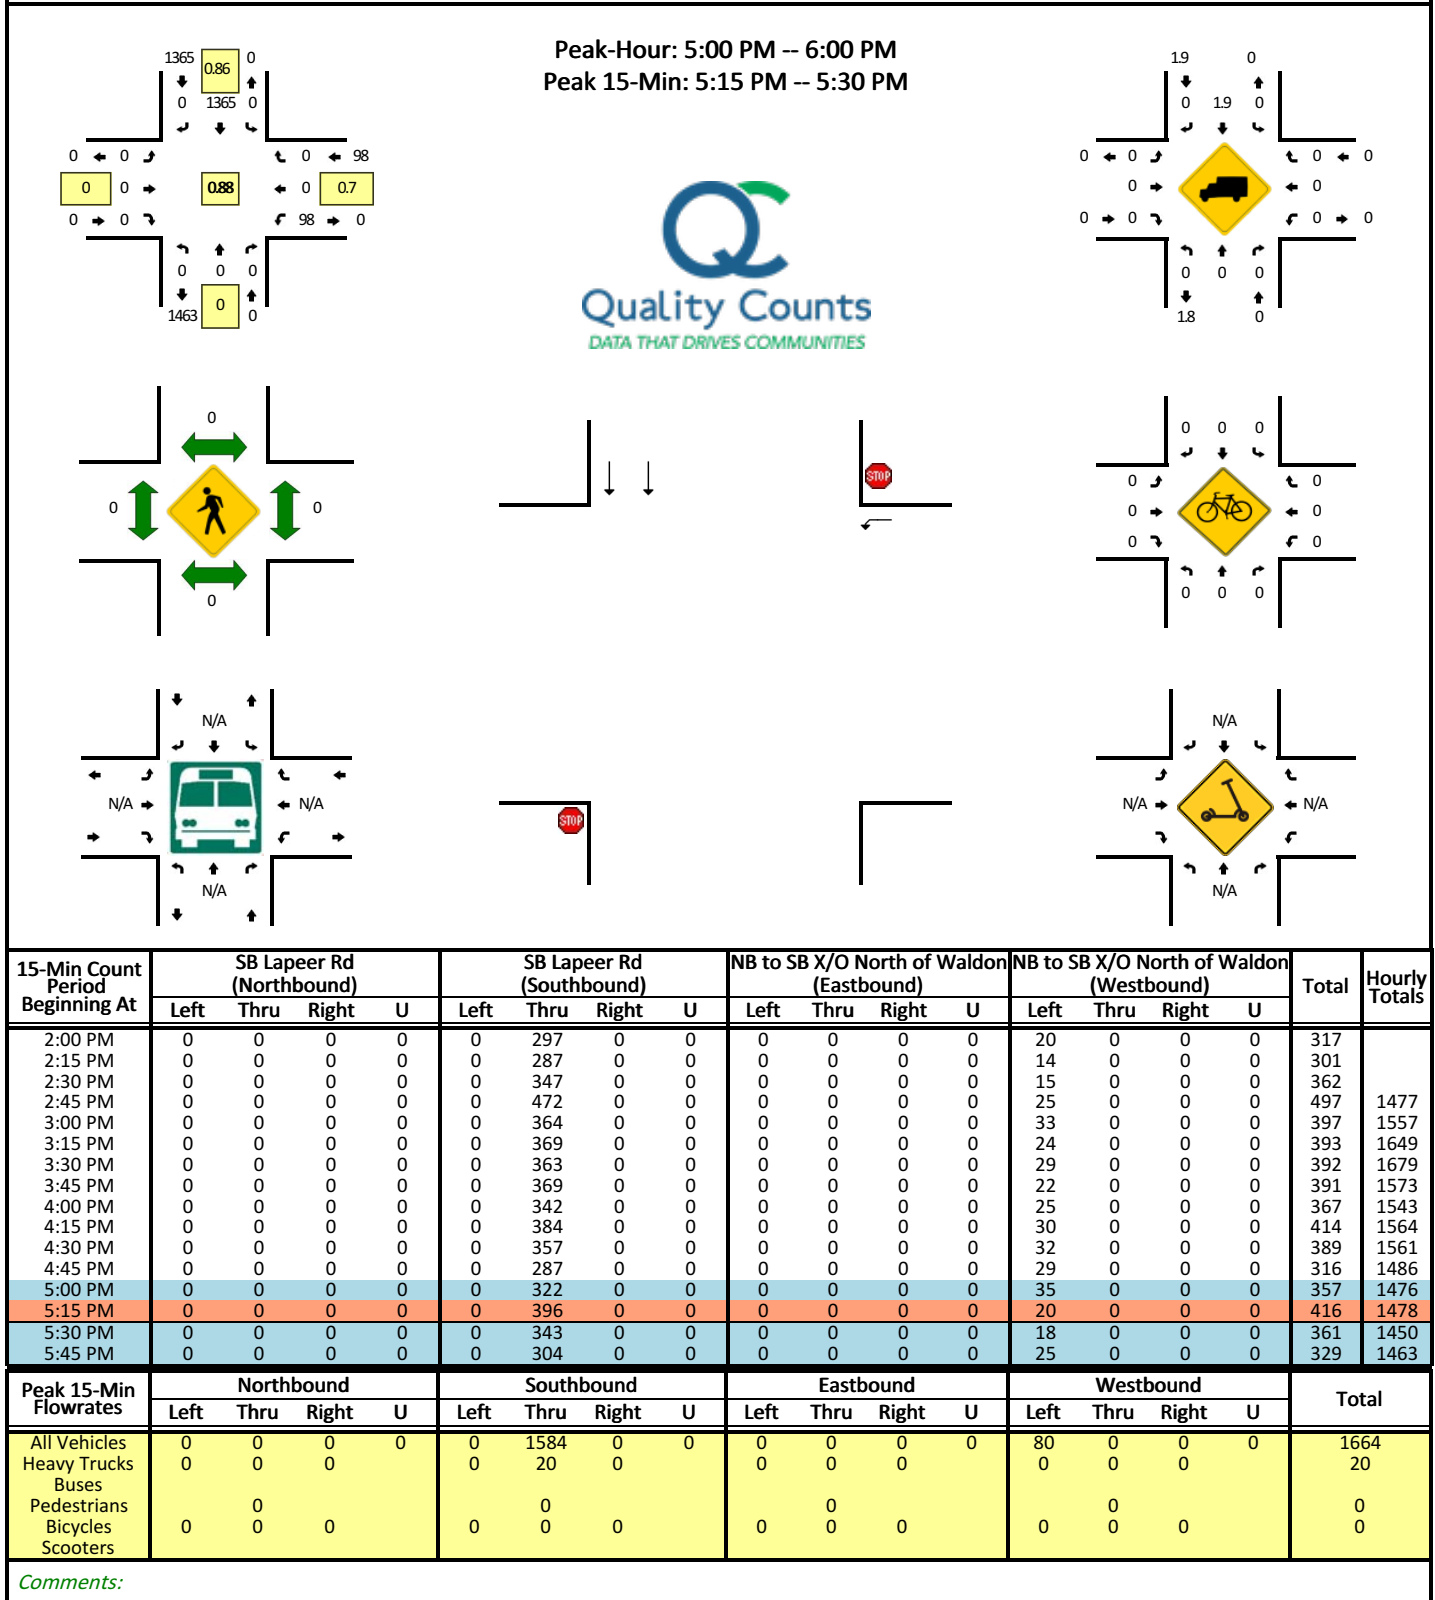 Peak-Hour: 5:00 PM -- 6:00 PM
Peak 15-Min: 5:15 PM -- 5:30 PM
1365 0.86 0
0 1365 0
0 0 0 98
0 0 0.88 0 0.7
0 0 98 0
0 0 0
1463 0 0
QC
Quality Counts
DATA THAT DRIVES COMMUNITIES
1.9 0
0 1.9 0
0 0 0 0
0 0
0 0 0 0
0 0 0
1.8 0
0
0 0
0
STOP
STOP
0 0 0
0 0
0 0
0 0
0 0 0
N/A
N/A N/A
N/A
N/A
N/A N/A
N/A
15-Min Count Period Beginning At SB Lapeer Rd (Northbound) SB Lapeer Rd (Southbound) NB to SB X/O North of Waldon (Eastbound) NB to SB X/O North of Waldon (Westbound) Total Hourly Totals
Left Thru Right U Left Thru Right U Left Thru Right U Left Thru Right U
2:00 PM 0 0 0 0 0 297 0 0 0 0 0 0 20 0 0 0 317
2:15 PM 0 0 0 0 0 287 0 0 0 0 0 0 14 0 0 0 301
2:30 PM 0 0 0 0 0 347 0 0 0 0 0 0 15 0 0 0 362
2:45 PM 0 0 0 0 0 472 0 0 0 0 0 0 25 0 0 0 497 1477
3:00 PM 0 0 0 0 0 364 0 0 0 0 0 0 33 0 0 0 397 1557
3:15 PM 0 0 0 0 0 369 0 0 0 0 0 0 24 0 0 0 393 1649
3:30 PM 0 0 0 0 0 363 0 0 0 0 0 0 29 0 0 0 392 1679
3:45 PM 0 0 0 0 0 369 0 0 0 0 0 0 22 0 0 0 391 1573
4:00 PM 0 0 0 0 0 342 0 0 0 0 0 0 25 0 0 0 367 1543
4:15 PM 0 0 0 0 0 384 0 0 0 0 0 0 30 0 0 0 414 1564
4:30 PM 0 0 0 0 0 357 0 0 0 0 0 0 32 0 0 0 389 1561
4:45 PM 0 0 0 0 0 287 0 0 0 0 0 0 29 0 0 0 316 1486
5:00 PM 0 0 0 0 0 322 0 0 0 0 0 0 35 0 0 0 357 1476
5:15 PM 0 0 0 0 0 396 0 0 0 0 0 0 20 0 0 0 416 1478
5:30 PM 0 0 0 0 0 343 0 0 0 0 0 0 18 0 0 0 361 1450
5:45 PM 0 0 0 0 0 304 0 0 0 0 0 0 25 0 0 0 329 1463
Peak 15-Min Flowrates Northbound Southbound Eastbound Westbound Total
Left Thru Right U Left Thru Right U Left Thru Right U Left Thru Right U
All Vehicles 0 0 0 0 0 1584 0 0 0 0 0 0 80 0 0 0 1664
Heavy Trucks 0 0 0 0 20 0 0 0 0 0 0 0 20
Buses
Pedestrians 0 0 0 0 0
Bicycles 0 0 0 0 0 0 0 0 0 0 0 0 0
Scooters
Comments: